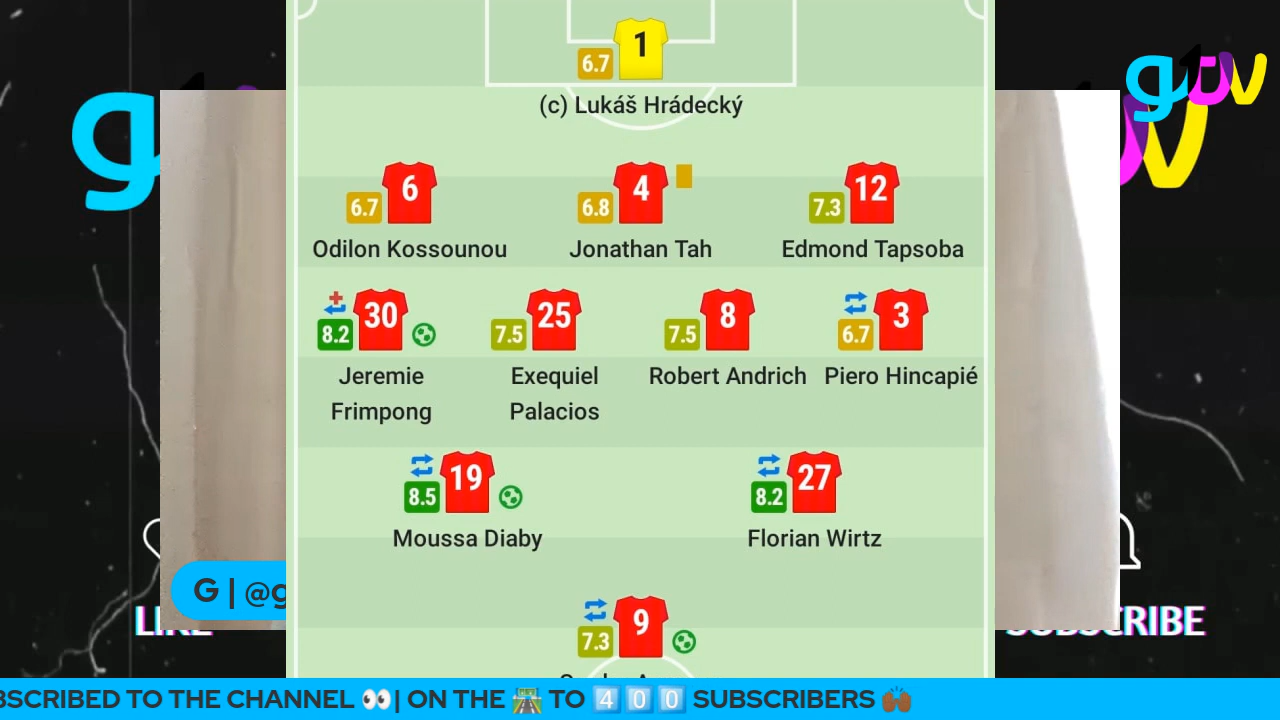 1
6.7
(c) Lukáš Hrádecký
6 4 12
6.7 6.8 7.3
Odilon Kossounou Jonathan Tah Edmond Tapsoba
30 25 8 3
8.2 7.5 7.5 6.7
Jeremie Frimpong
Exequiel Palacios
Robert Andrich
Piero Hincapié
19 27
8.5 8.2
Moussa Diaby Florian Wirtz
9
7.3
G | @g
LIKE
SUBSCRIBE
BSCRIBED TO THE CHANNEL 👀| ON THE 🛣️ TO 4️⃣ 0️⃣ 0️⃣ SUBSCRIBERS 🙌🏾
gtv